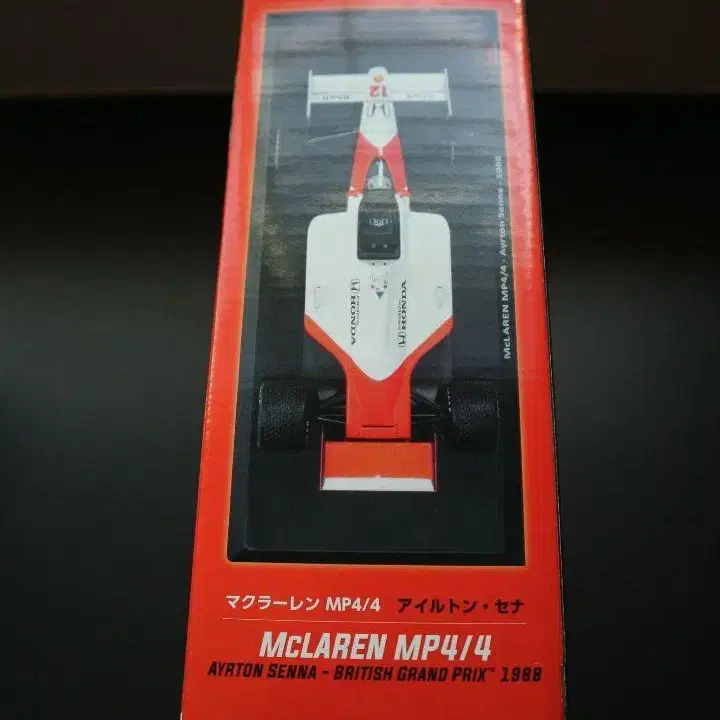 12
HONDA
HONDA
McLAREN MP4/4 - Ayrton Senna - 1988
マクラーレン MP4/4 アイルトン・セナ
McLAREN MP4/4
AYRTON SENNA – BRITISH GRAND PRIX™ 1988